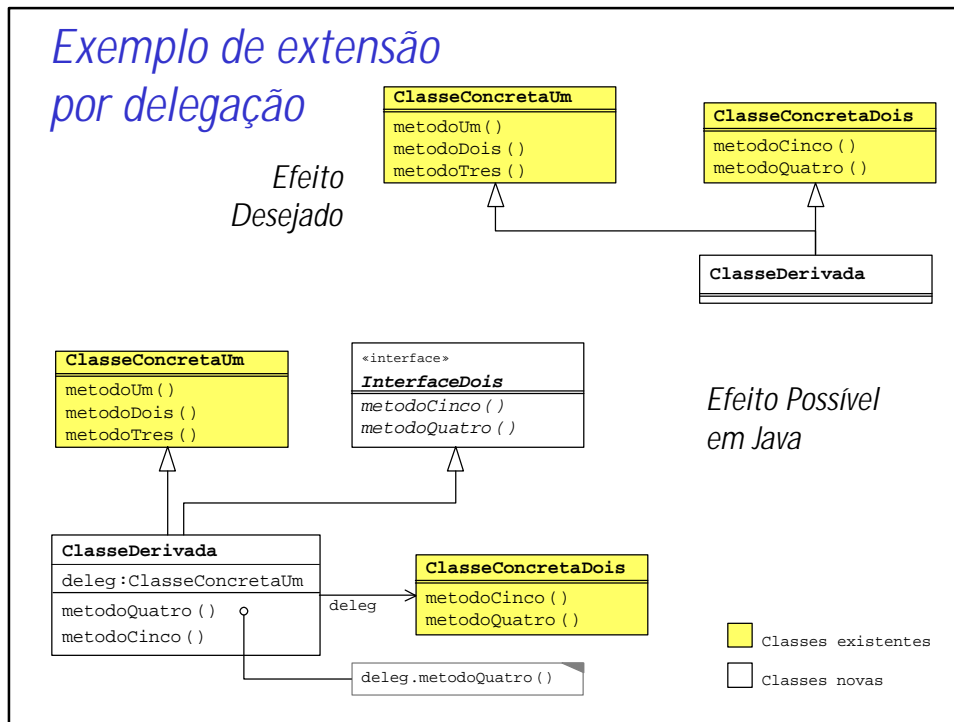 Exemplo de extensão
por delegação
Efeito
Desejado
ClasseConcretaUm
metodoUm()
metodoDois()
metodoTres()
ClasseConcretaDois
metodoCinco()
metodoQuatro()
ClasseDerivada
ClasseConcretaUm
metodoUm()
metodoDois()
metodoTres()
«interface»
InterfaceDois
metodoCinco()
metodoQuatro()
Efeito Possível
em Java
ClasseDerivada
deleg:ClasseConcretaUm
metodoQuatro()
metodoCinco()
deleg
ClasseConcretaDois
metodoCinco()
metodoQuatro()
deleg.metodoQuatro()
Classes existentes
Classes novas